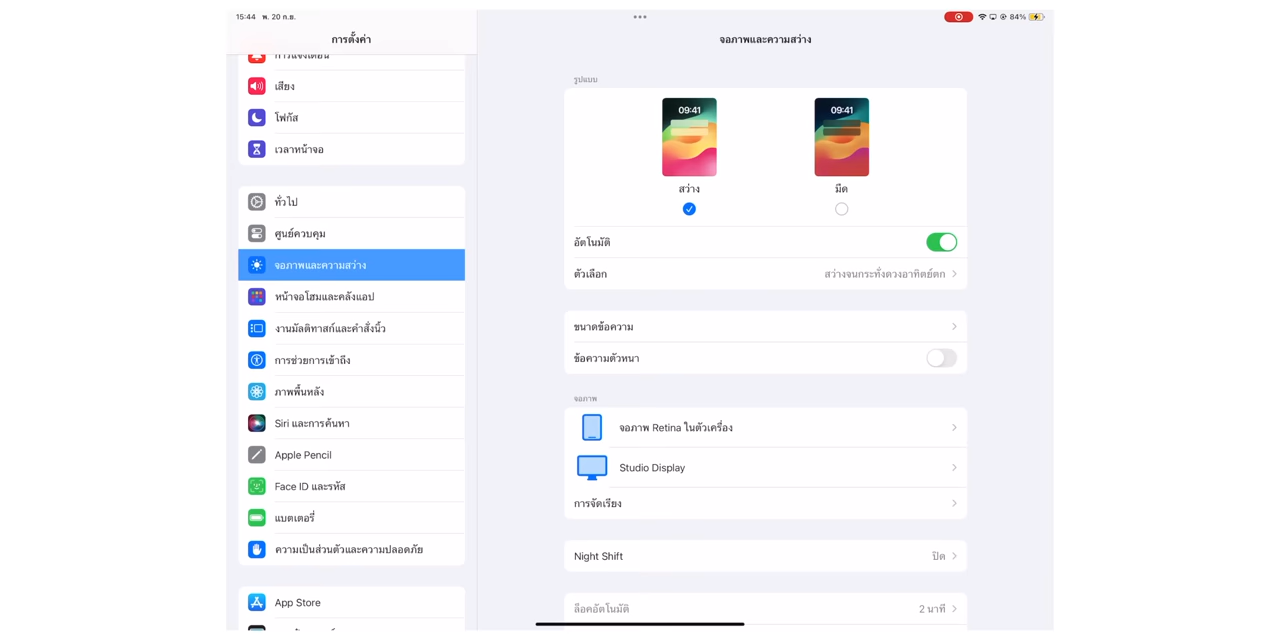 15:44 พ. 20 ก.ย.
84%
การตั้งค่า
จอภาพและความสว่าง
การแจ้งเตือน
เสียง
โฟกัส
เวลาหน้าจอ
ทั่วไป
ศูนย์ควบคุม
จอภาพและความสว่าง
หน้าจอโฮมและคลังแอป
งานมัลติทาสก์และคำสั่งนิ้ว
การช่วยการเข้าถึง
ภาพพื้นหลัง
Siri และการค้นหา
Apple Pencil
Face ID และรหัส
แบตเตอรี่
ความเป็นส่วนตัวและความปลอดภัย
App Store
รูปแบบ
09:41 09:41
สว่าง มืด
อัตโนมัติ
ตัวเลือก สว่างจนกระทั่งดวงอาทิตย์ตก
ขนาดข้อความ
ข้อความตัวหนา
จอภาพ
จอภาพ Retina ในตัวเครื่อง
Studio Display
การจัดเรียง
Night Shift ปิด
ล็อคอัตโนมัติ 2 นาที